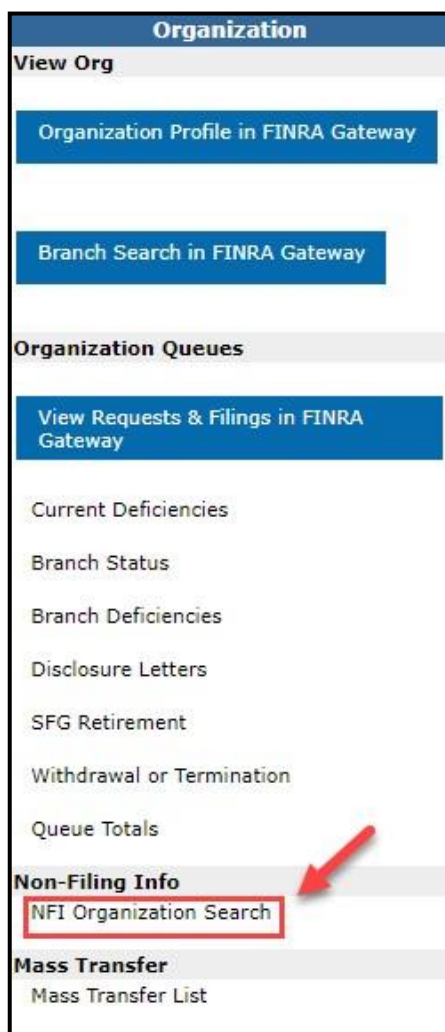 Organization
View Org
Organization Profile in FINRA Gateway
Branch Search in FINRA Gateway
Organization Queues
View Requests & Filings in FINRA
Gateway
Current Deficiencies
Branch Status
Branch Deficiencies
Disclosure Letters
SFG Retirement
Withdrawal or Termination
Queue Totals
Non-Filing Info
NFI Organization Search
Mass Transfer
Mass Transfer List